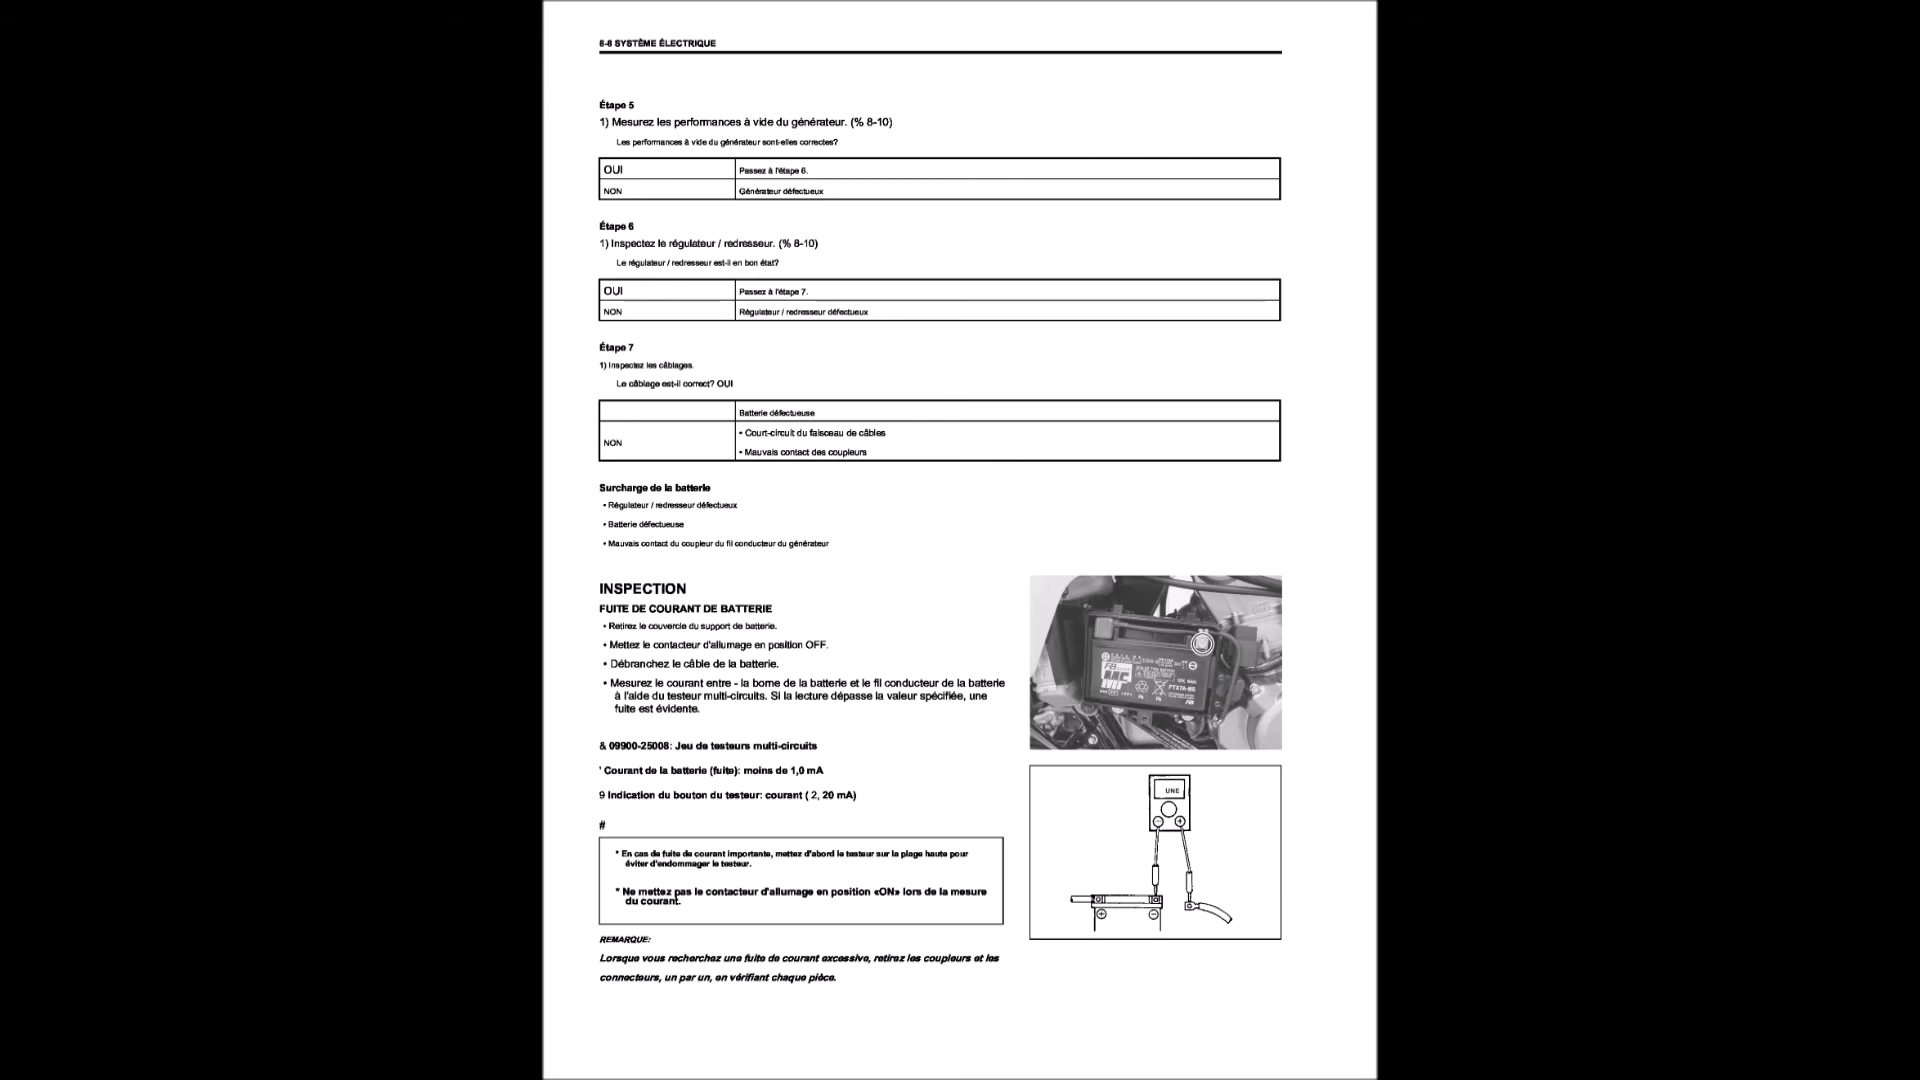 8-8 SYSTÈME ÉLECTRIQUE
Étape 5
1) Mesurez les performances à vide du générateur. (% 8-10)
Les performances à vide du générateur sont-elles correctes?
OUI Passez à l'étape 6.
NON Générateur défectueux
Étape 6
1) Inspectez le régulateur / redresseur. (% 8-10)
Le régulateur / redresseur est-il en bon état?
OUI Passez à l'étape 7.
NON Régulateur / redresseur défectueux
Étape 7
1) Inspectez les câblages.
Le câblage est-il correct? OUI
Batterie défectueuse
NON
• Court-circuit du faisceau de câbles
• Mauvais contact des coupleurs
Surcharge de la batterie
• Régulateur / redresseur défectueux
• Batterie défectueuse
• Mauvais contact du coupleur du fil conducteur du générateur
INSPECTION
FUITE DE COURANT DE BATTERIE
• Retirez le couvercle du support de batterie.
• Mettez le contacteur d'allumage en position OFF.
• Débranchez le câble de la batterie.
• Mesurez le courant entre - la borne de la batterie et le fil conducteur de la batterie
à l'aide du testeur multi-circuits. Si la lecture dépasse la valeur spécifiée, une
fuite est évidente.
& 09900-25008: Jeu de testeurs multi-circuits
' Courant de la batterie (fuite): moins de 1,0 mA
9 Indication du bouton du testeur: courant ( 2, 20 mA)
#
* En cas de fuite de courant importante, mettez d'abord le testeur sur la plage haute pour
éviter d'endommager le testeur.
* Ne mettez pas le contacteur d'allumage en position «ON» lors de la mesure
du courant.
REMARQUE:
Lorsque vous recherchez une fuite de courant excessive, retirez les coupleurs et les
connecteurs, un par un, en vérifiant chaque pièce.
FTX7A-BS
UNE